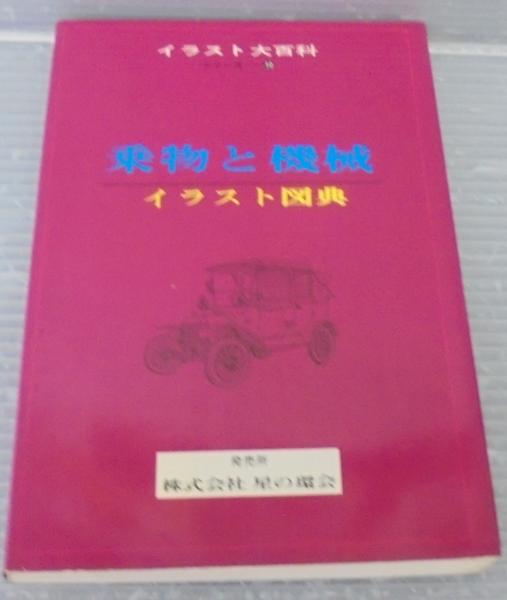 イラスト大百科
乗物と機械
イラスト図典
発売所
株式会社 星の環会